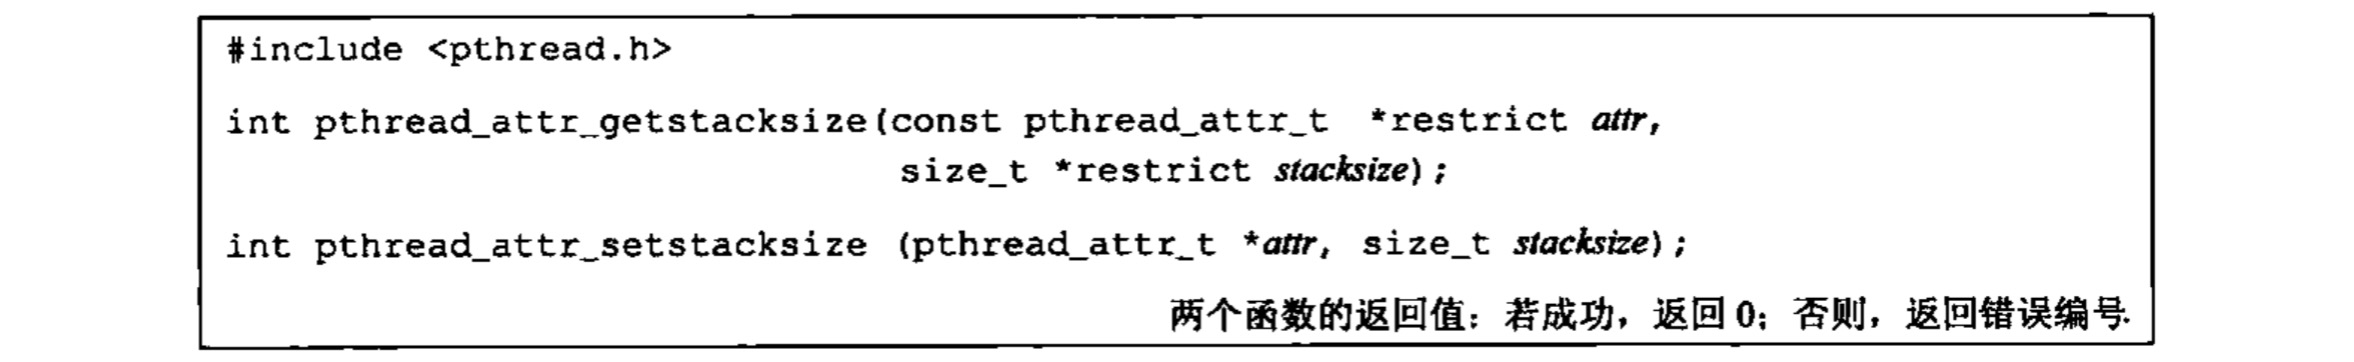 #include <pthread.h>
int pthread_attr_getstacksize(const pthread_attr_t *restrict attr,
size_t *restrict stacksize);
int pthread_attr_setstacksize (pthread_attr_t *attr, size_t stacksize);
两个函数的返回值：若成功，返回0；否则，返回错误编号